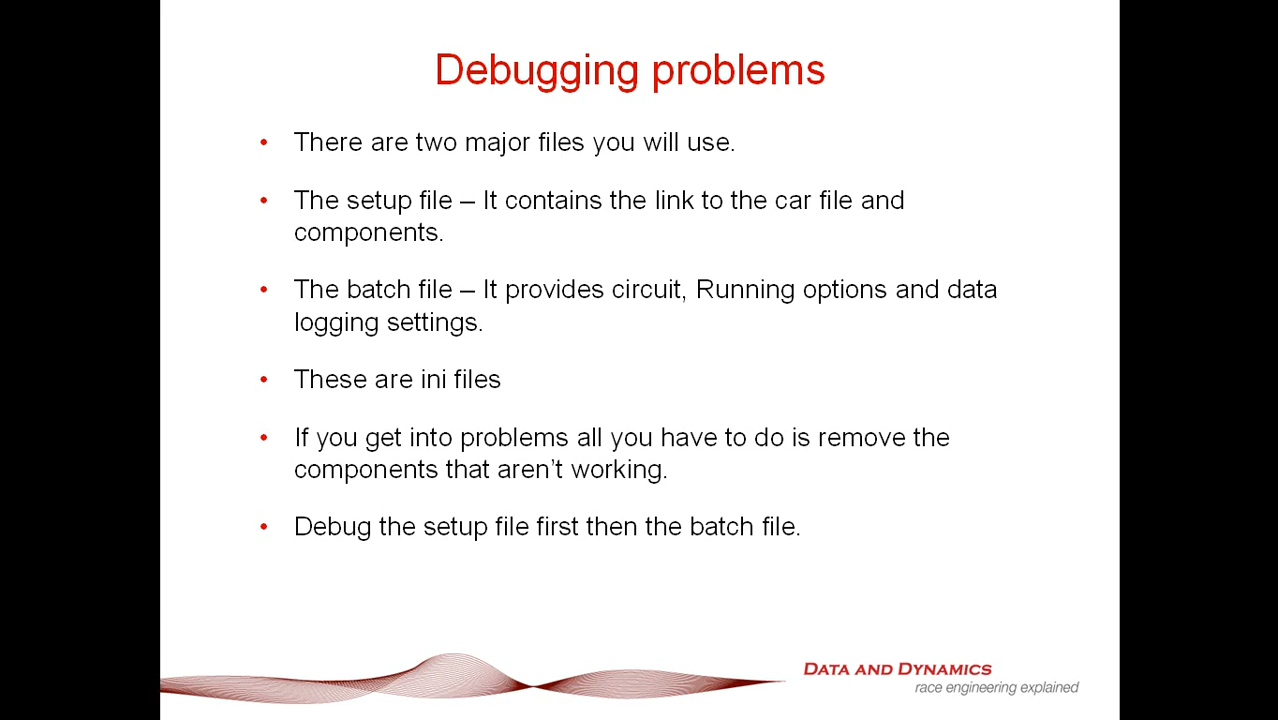 Debugging problems
• There are two major files you will use.
• The setup file – It contains the link to the car file and
components.
• The batch file – It provides circuit, Running options and data
logging settings.
• These are ini files
• If you get into problems all you have to do is remove the
components that aren’t working.
• Debug the setup file first then the batch file.
DATA AND DYNAMICS
race engineering explained